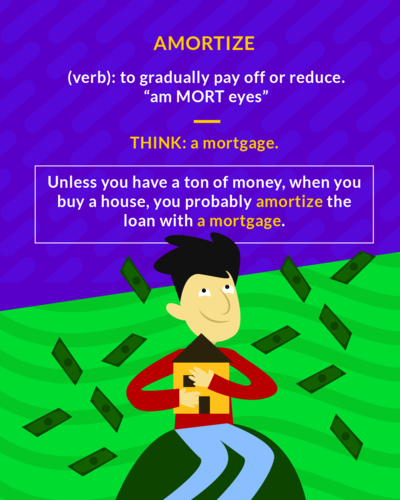 AMORTIZE
(verb): to gradually pay off or reduce.
“am MORT eyes”
THINK: a mortgage.
Unless you have a ton of money, when you
buy a house, you probably amortize the
loan with a mortgage.